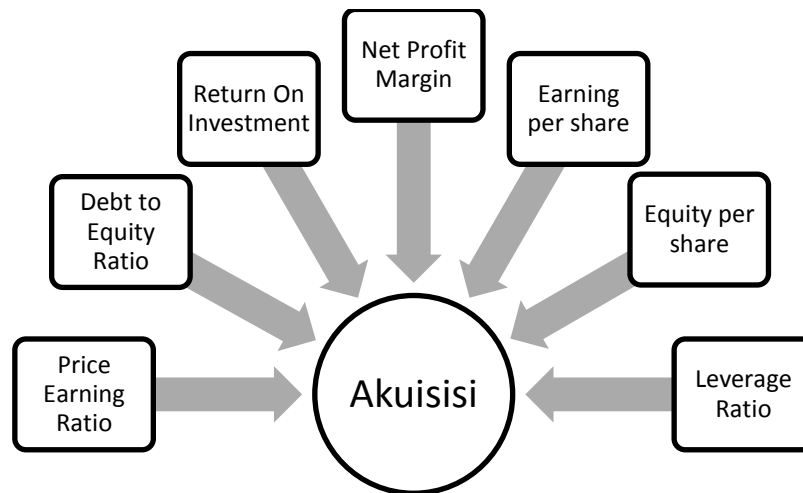 Net Profit
Margin
Return On
Investment
Earning
per share
Debt to
Equity
Ratio
Equity per
share
Price
Earning
Ratio
Akuisisi
Leverage
Ratio